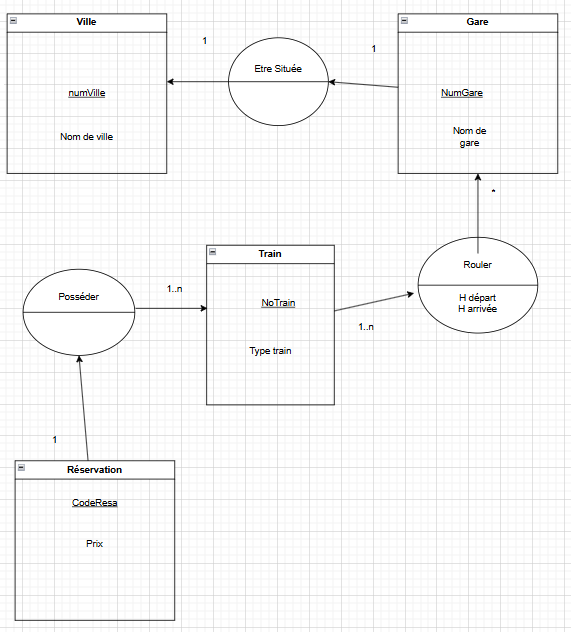 Ville
Gare
1
Etre Située
1
numVille
NumGare
Nom de ville
Nom de
gare
*
Train
Rouler
Posséder
1..n
NoTrain
H départ
H arrivée
1..n
Type train
1
Réservation
CodeResa
Prix